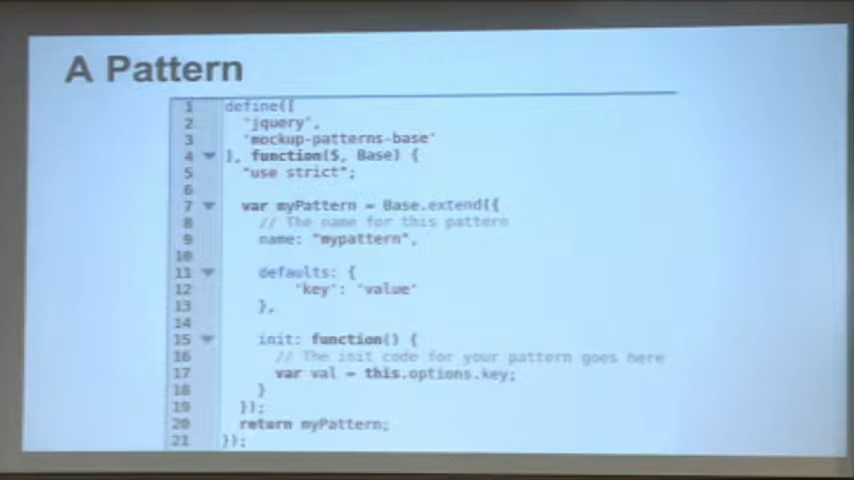 A Pattern
1 define([
2 'jquery',
3 'mockup-patterns-base'
4 ], function($, Base) {
5 "use strict";
6
7 var myPattern = Base.extend({
8 // The name for this pattern
9 name: "mypattern",
10
11 defaults: {
12 'key': 'value'
13 },
14
15 init: function() {
16 // The init code for your pattern goes here
17 var val = this.options.key;
18 }
19 });
20 return myPattern;
21 });